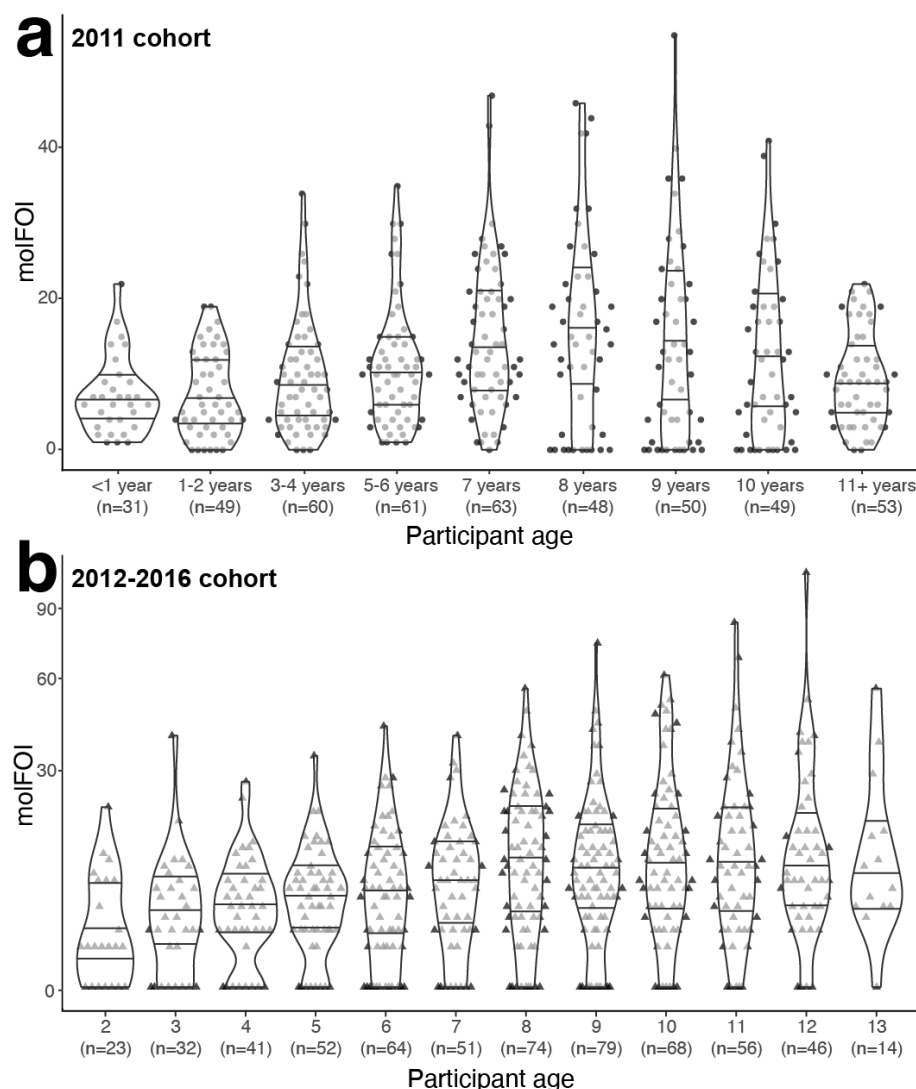 a
2011 cohort
molFOI
40
20
0
<1 year 1-2 years 3-4 years 5-6 years 7 years 8 years 9 years 10 years 11+ years
(n=31) (n=49) (n=60) (n=61) (n=63) (n=48) (n=50) (n=49) (n=53)
Participant age
b
2012-2016 cohort
molFOI
90
60
30
0
2 3 4 5 6 7 8 9 10 11 12 13
(n=23) (n=32) (n=41) (n=52) (n=64) (n=51) (n=74) (n=79) (n=68) (n=56) (n=46) (n=14)
Participant age